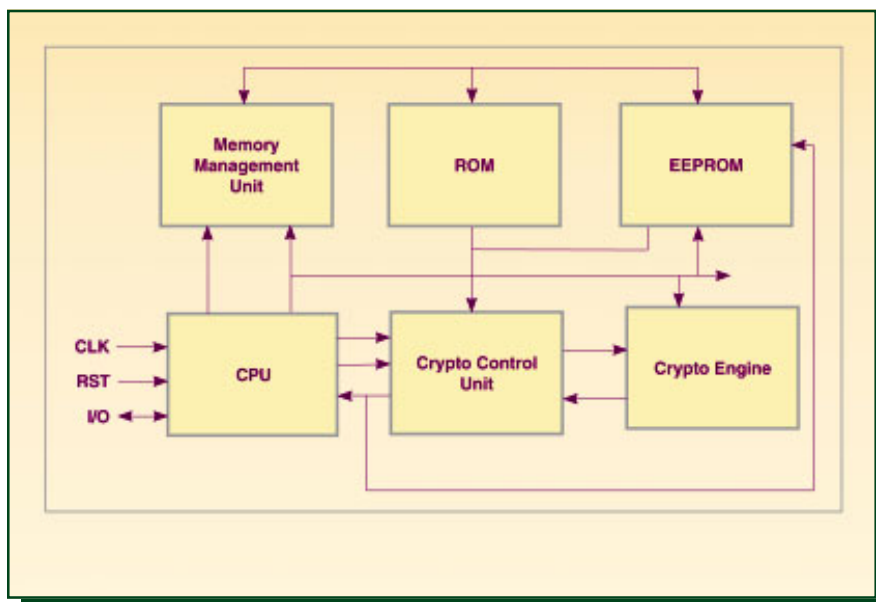 Memory
Management
Unit
ROM
EEPROM
CLK
RST
I/O
CPU
Crypto Control
Unit
Crypto Engine